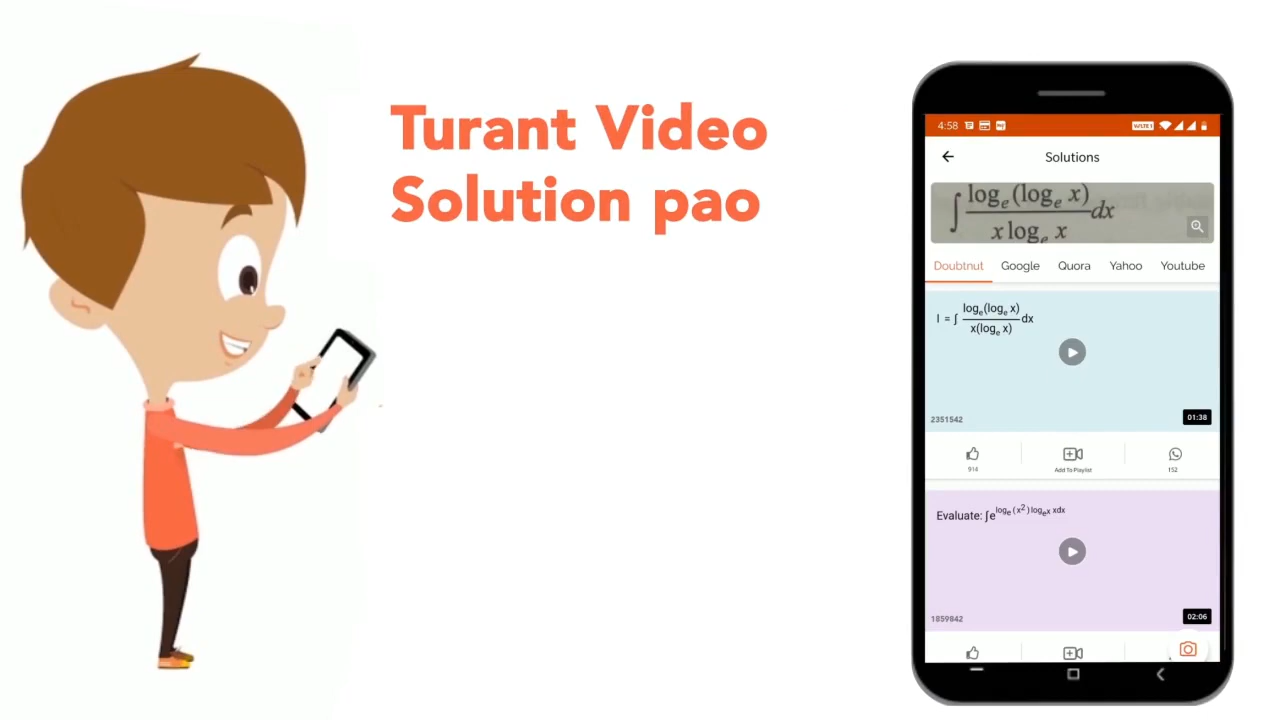 Turant Video
Solution pao
4:58
VoLTE1
Solutions
∫ logₑ(logₑ x) / x logₑ x dx
Doubtnut Google Quora Yahoo Youtube
I = ∫ logₑ(logₑ x) / x(logₑ x) dx
2351542 01:38
914 Add To Playlist 152
Evaluate: ∫e^logₑ(x²)logₑx xdx
1859842 02:06